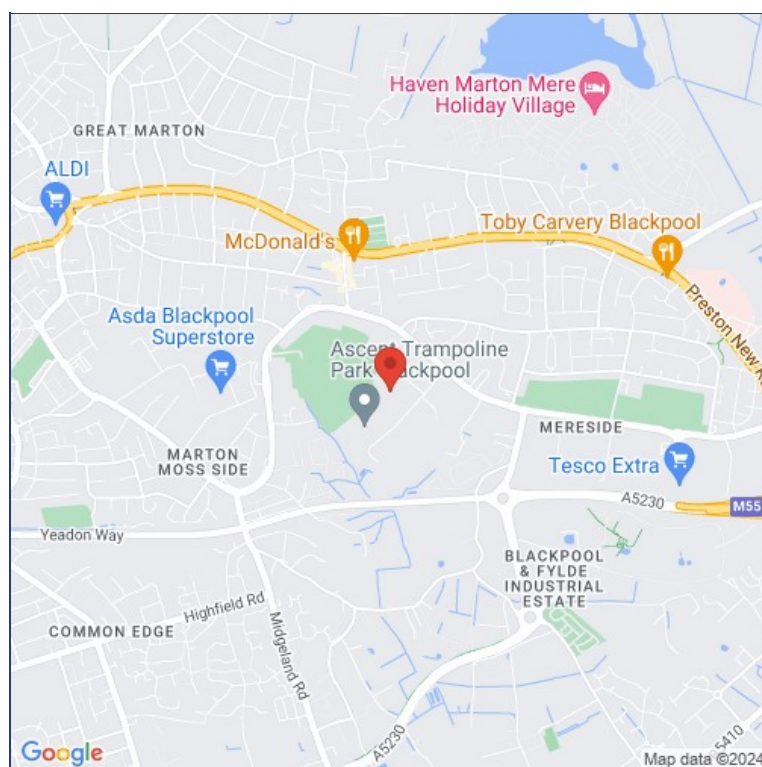 Haven Marton Mere
Holiday Village
GREAT MARTON
ALDI
Toby Carvery Blackpool
McDonald's
Preston New
Asda Blackpool
Superstore
Ascent Trampoline
Park Blackpool
MARTON
MOSS SIDE
MERESIDE
Tesco Extra
A5230
M55
Yeadon Way
BLACKPOOL
& FYLDE
INDUSTRIAL
ESTATE
Highfield Rd
COMMON EDGE
Midgeland Rd
A5230
A5410
Google
Map data ©2024